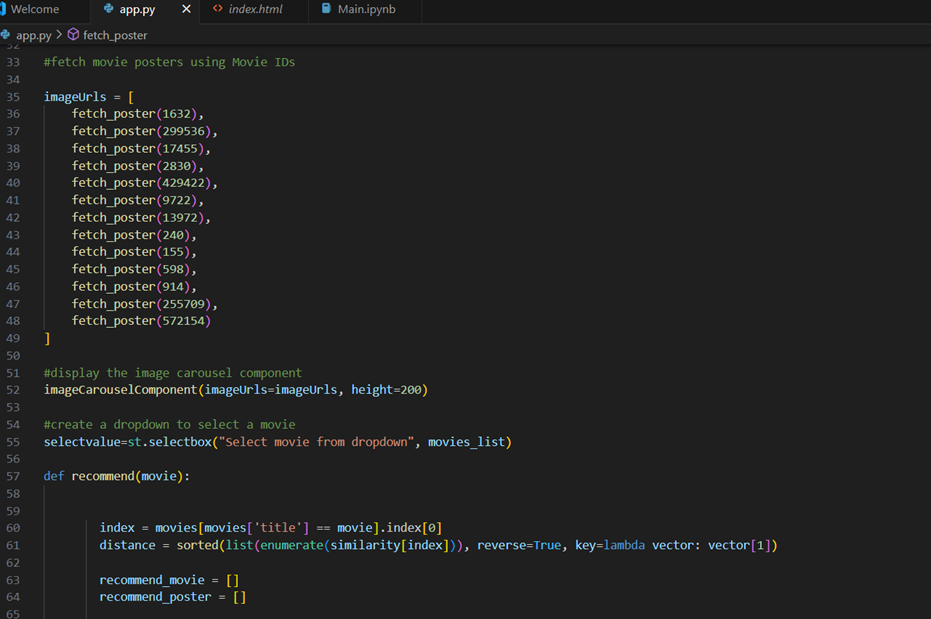 Welcome app.py × <> index.html Main.ipynb
app.py > fetch_poster
32
33 #fetch movie posters using Movie IDs
34
35 imageUrls = [
36 fetch_poster(1632),
37 fetch_poster(299536),
38 fetch_poster(17455),
39 fetch_poster(2830),
40 fetch_poster(429422),
41 fetch_poster(9722),
42 fetch_poster(13972),
43 fetch_poster(240),
44 fetch_poster(155),
45 fetch_poster(598),
46 fetch_poster(914),
47 fetch_poster(255709),
48 fetch_poster(572154)
49 ]
50
51 #display the image carousel component
52 imageCarouselComponent(imageUrls=imageUrls, height=200)
53
54 #create a dropdown to select a movie
55 selectvalue=st.selectbox("Select movie from dropdown", movies_list)
56
57 def recommend(movie):
58
59
60 index = movies[movies['title'] == movie].index[0]
61 distance = sorted(list(enumerate(similarity[index])), reverse=True, key=lambda vector: vector[1])
62
63 recommend_movie = []
64 recommend_poster = []
65